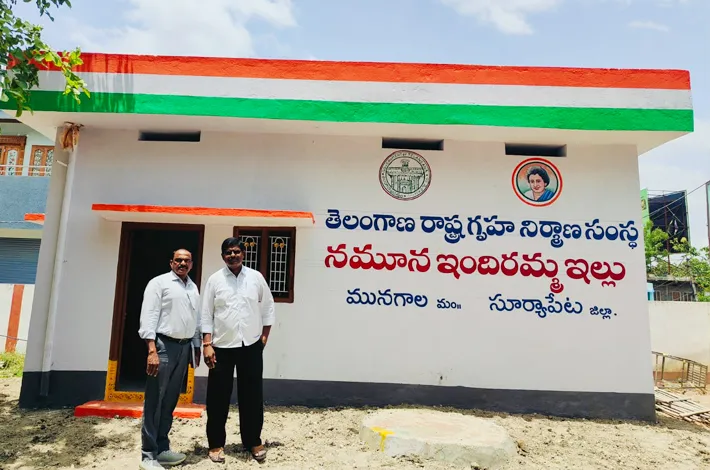 తెలంగాణ రాష్ట్ర గృహ నిర్మాణ సంస్థ
నమూన ఇందిరమ్మ ఇల్లు
మునగాల మం॥ సూర్యాపేట జిల్లా.